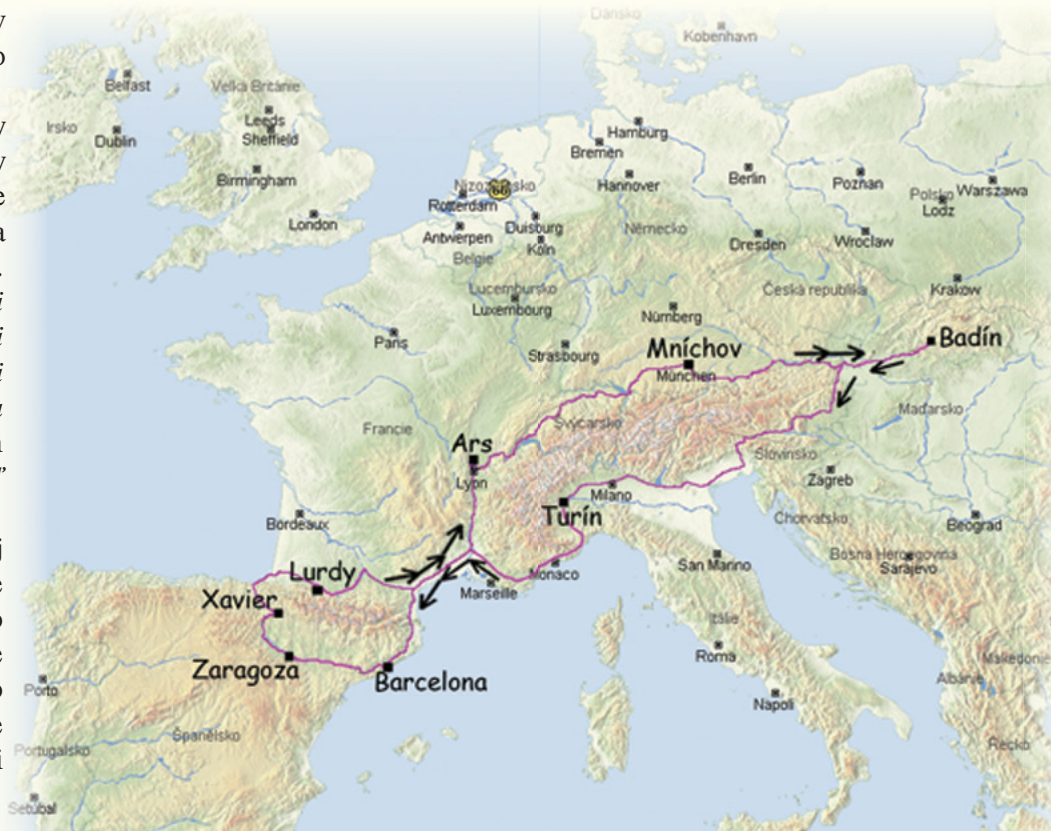 Dánsko
Kobenhavn
Belfast
Velká Británie
Leeds
Irsko
Sheffield
Dublin
Hamburg
Bremen
Birmingham
Berlin
Hannover
Poznan
Warszawa
Polsko
Lodz
Rotterdam
London
Duisburg
Antwerpen
Německo
Wroclaw
Dresden
Köln
Belgie
Lucembursko
Česká republika
Krakow
Luxembourg
Nürnberg
Paris
Badín
Mníchov
Strasbourg
München
Maďarsko
Švýcarsko
Francie
Ars
Slovinsko
Lyon
Zagreb
Milano
Turín
Bordeaux
Chorvatsko
Beograd
Bosna Hercegovina
San Marino
Sarajevo
Lurdy
Monaco
Marseille
Xavier
Itálie
Roma
Makedonie
Zaragoza
Albánie
Barcelona
Porto
Napoli
Španělsko
Řecko
Portugalsko
Setúbal